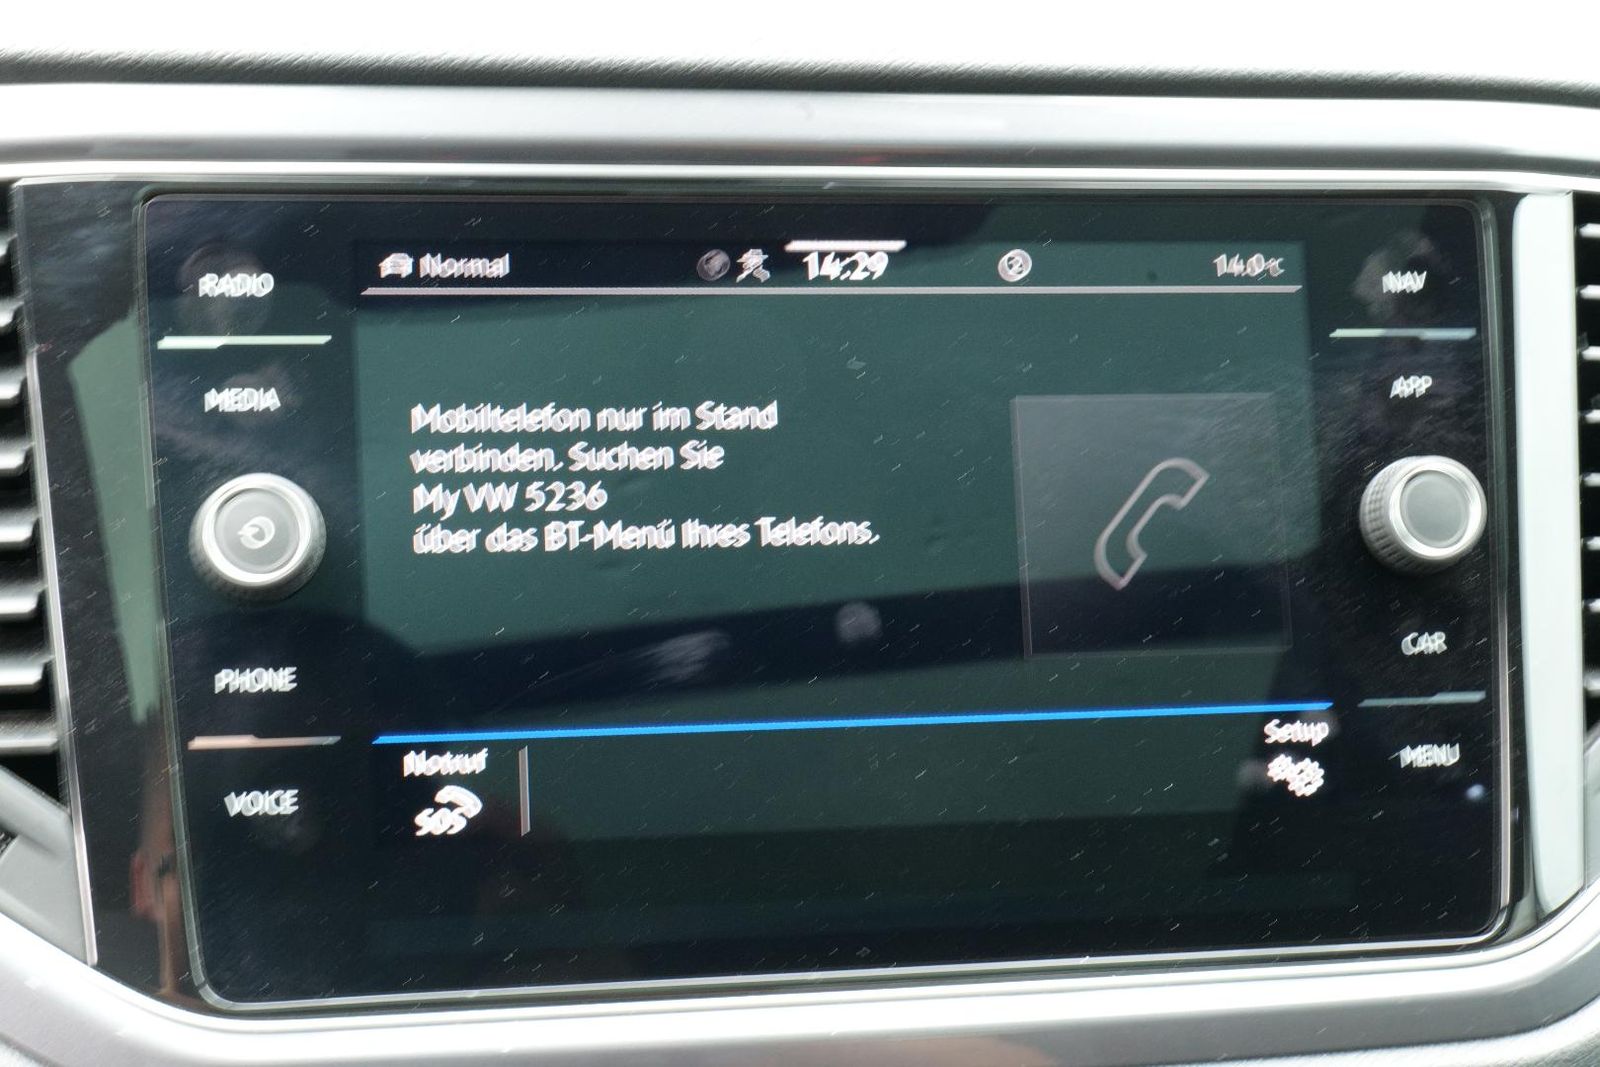 RADIO
MEDIA
PHONE
VOICE
Normal
14:29
2
14.0°C
Mobiltelefon nur im Stand
verbinden. Suchen Sie
My VW 5236
über das BT-Menü Ihres Telefons.
Notruf
SOS
Setup
NAV
APP
CAR
MENU